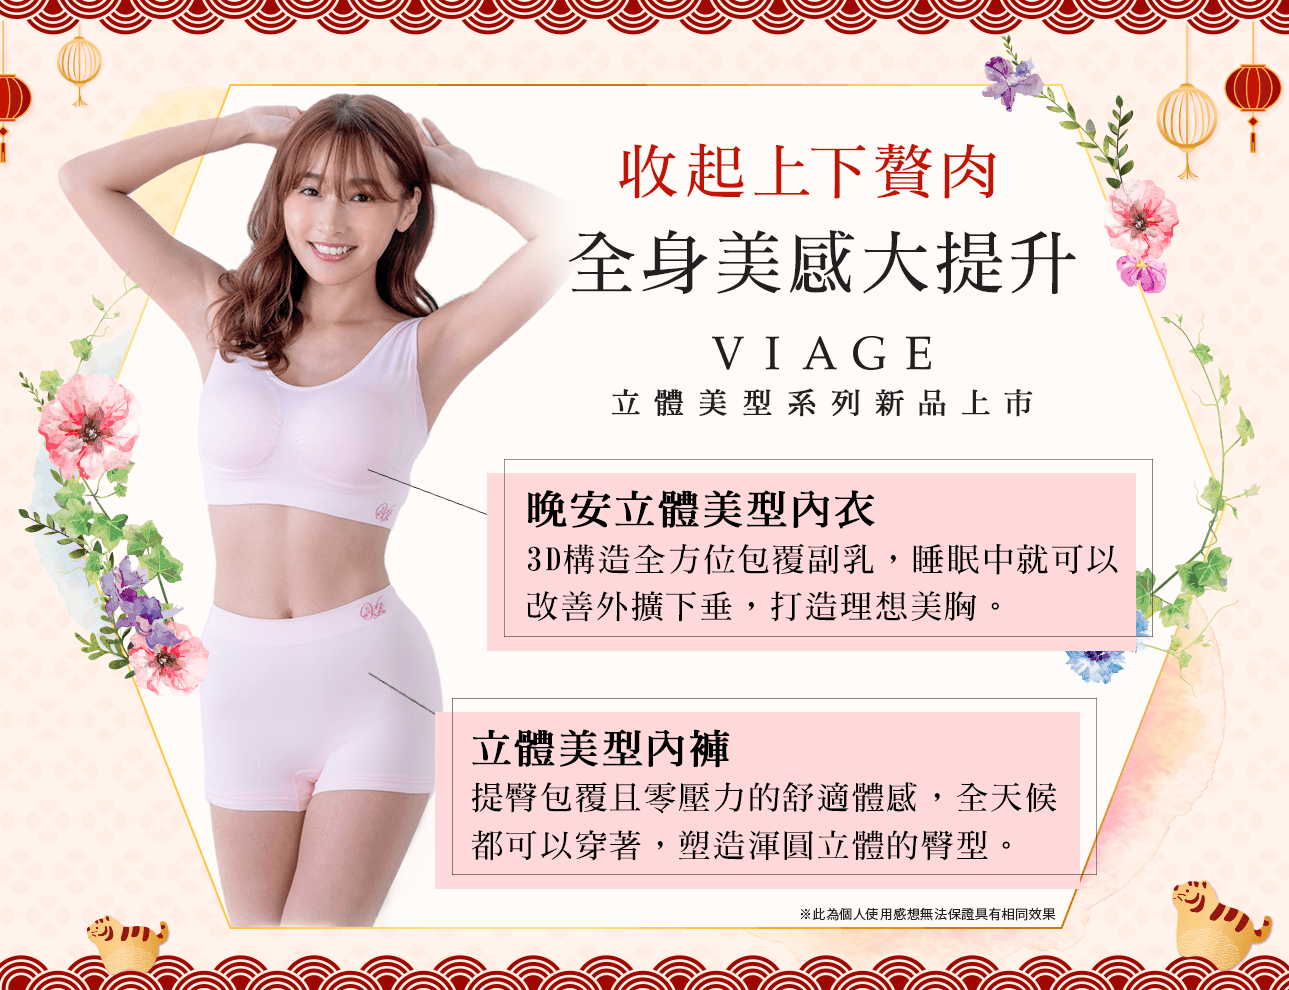 收起上下贅肉
全身美感大提升
VIAGE
立體美型系列新品上市
晚安立體美型內衣
3D構造全方位包覆副乳，睡眠中就可以
改善外擴下垂，打造理想美胸。
立體美型內褲
提臀包覆且零壓力的舒適體感，全天候
都可以穿著，塑造渾圓立體的臀型。
※此為個人使用感想無法保證具有相同效果